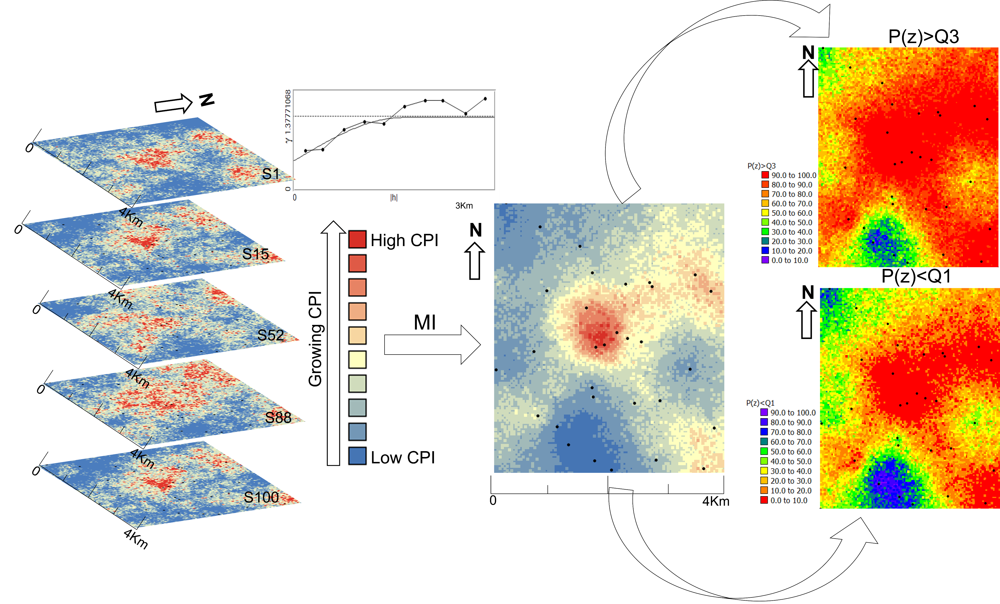 N
0
4Km
S1
0
4Km
S15
0
4Km
S52
0
4Km
S88
0
4Km
S100
γ 1.37771068
0
0
|h|
3Km
Growing CPI
High CPI
Low CPI
MI
N
0
4Km
P(z)>Q3
N
P(z)>Q3
90.0 to 100.0
80.0 to 90.0
70.0 to 80.0
60.0 to 70.0
50.0 to 60.0
40.0 to 50.0
30.0 to 40.0
20.0 to 30.0
10.0 to 20.0
0.0 to 10.0
P(z)<Q1
N
P(z)<Q1
90.0 to 100.0
80.0 to 90.0
70.0 to 80.0
60.0 to 70.0
50.0 to 60.0
40.0 to 50.0
30.0 to 40.0
20.0 to 30.0
10.0 to 20.0
0.0 to 10.0